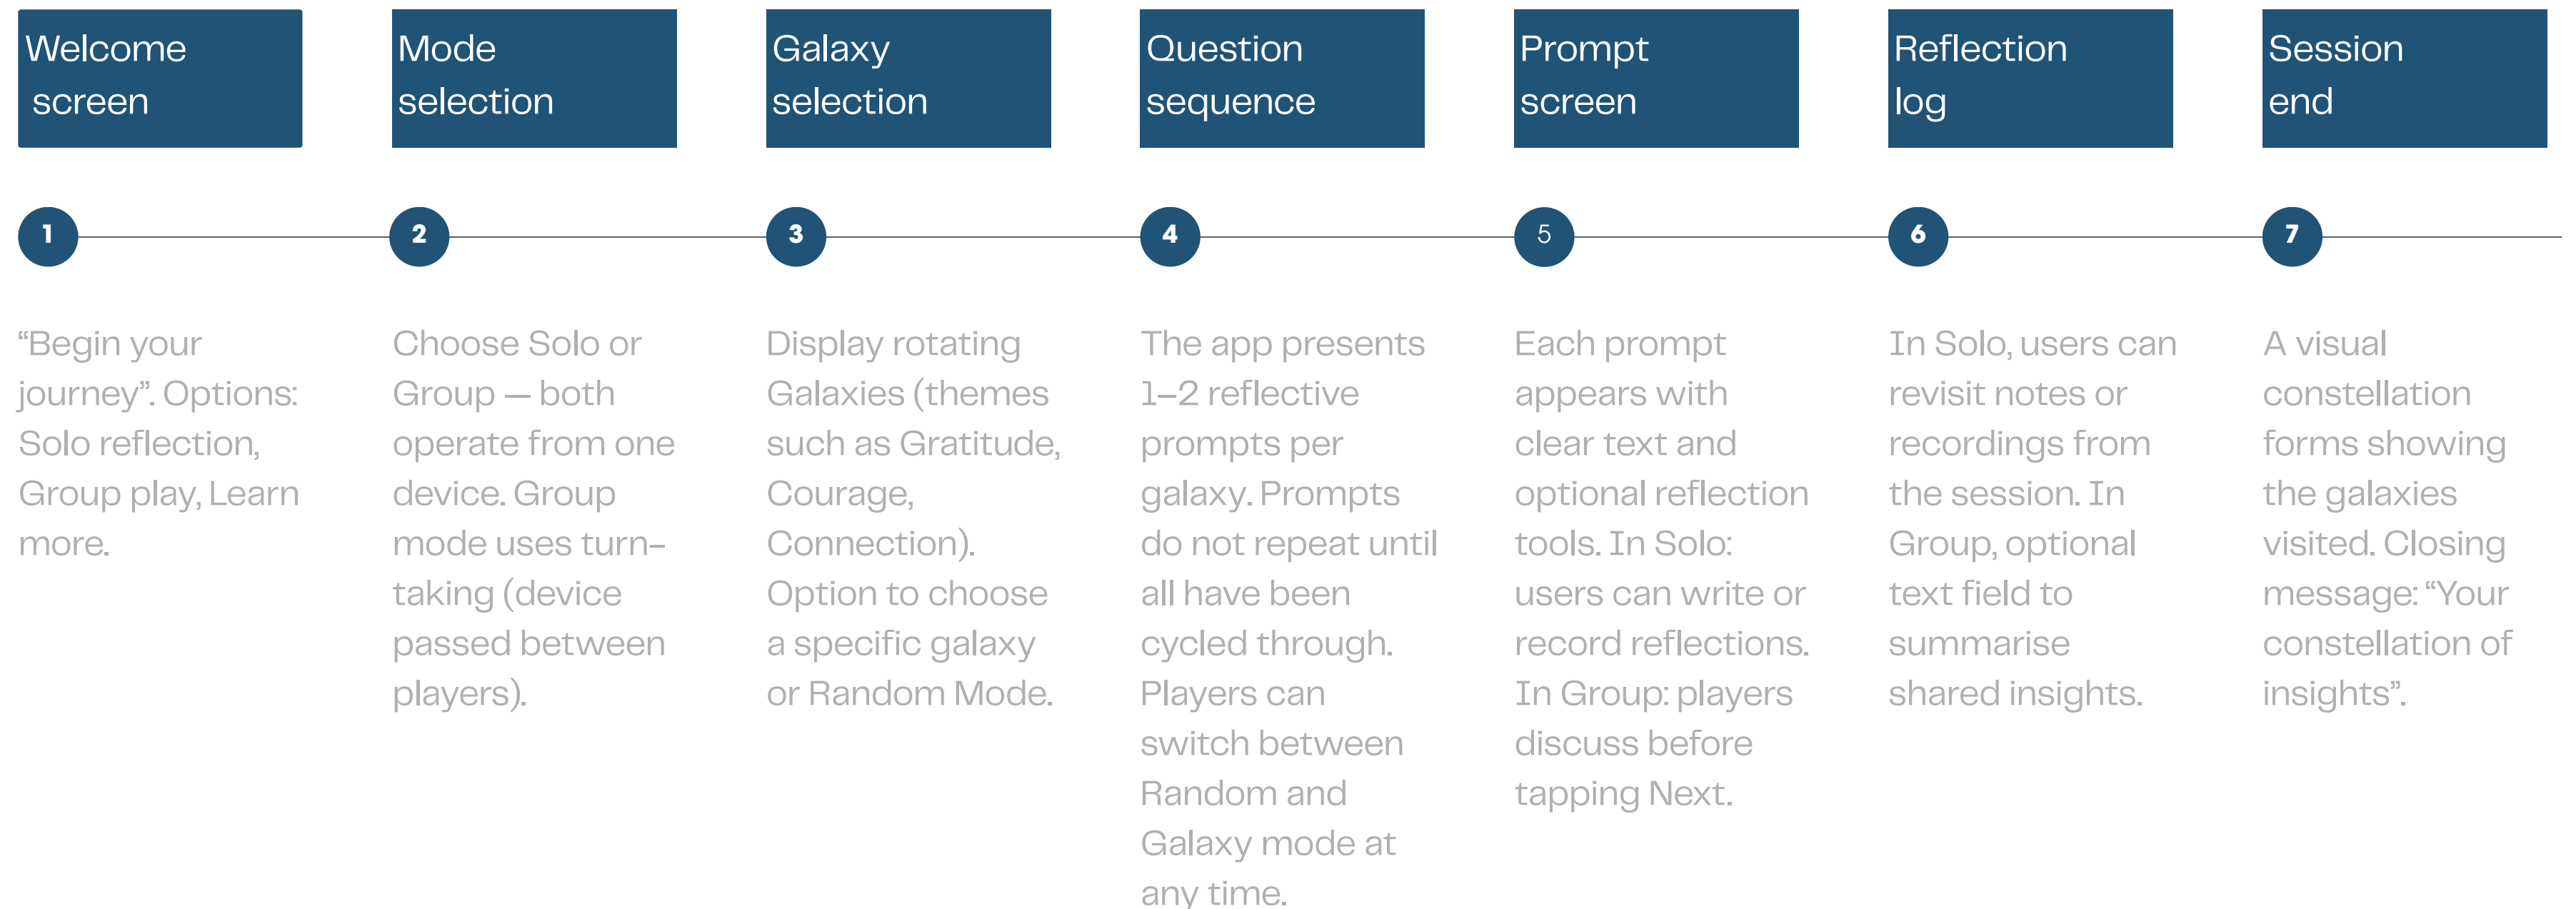 Welcome
screen
Mode
selection
Galaxy
selection
Question
sequence
Prompt
screen
Reflection
log
Session
end
1
2
3
4
5
6
7
“Begin your
journey”. Options:
Solo reflection,
Group play, Learn
more.
Choose Solo or
Group — both
operate from one
device. Group
mode uses turn-
taking (device
passed between
players).
Display rotating
Galaxies (themes
such as Gratitude,
Courage,
Connection).
Option to choose
a specific galaxy
or Random Mode.
The app presents
1–2 reflective
prompts per
galaxy. Prompts
do not repeat until
all have been
cycled through.
Players can
switch between
Random and
Galaxy mode at
any time.
Each prompt
appears with
clear text and
optional reflection
tools. In Solo:
users can write or
record reflections.
In Group: players
discuss before
tapping Next.
In Solo, users can
revisit notes or
recordings from
the session. In
Group, optional
text field to
summarise
shared insights.
A visual
constellation
forms showing
the galaxies
visited. Closing
message: “Your
constellation of
insights”.